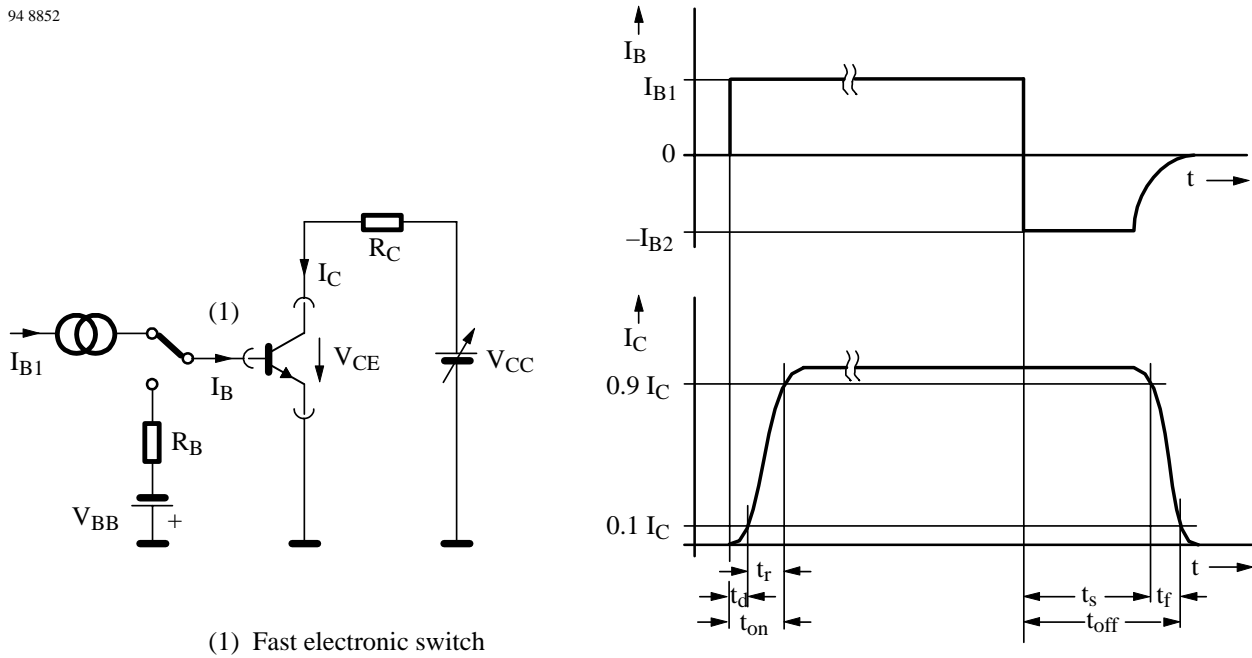 94 8852
I_B
I_B1
0
t
–I_B2
R_C
I_C
(1)
I_B1
I_B
V_CE
V_CC
R_B
V_BB
+
I_C
0.9 I_C
0.1 I_C
t
t_r
t_d
t_s
t_f
t_on
t_off
(1) Fast electronic switch